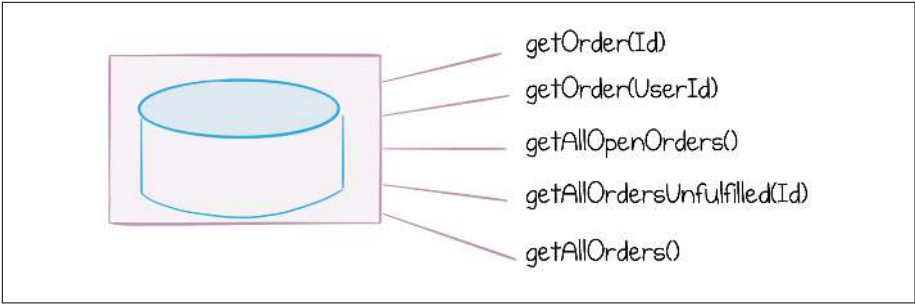 getOrder(Id)
getOrder(UserId)
getAllOpenOrders()
getAllOrdersUnfulfilled(Id)
getAllOrders()